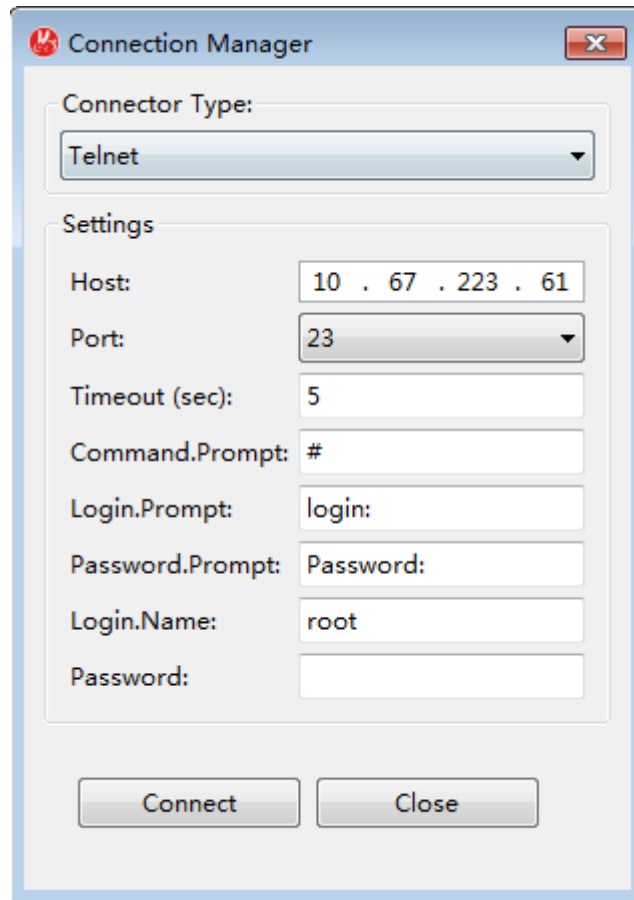 Connection Manager
Connector Type:
Telnet
Settings
Host: 10 . 67 . 223 . 61
Port: 23
Timeout (sec): 5
Command.Prompt: #
Login.Prompt: login:
Password.Prompt: Password:
Login.Name: root
Password:
Connect Close